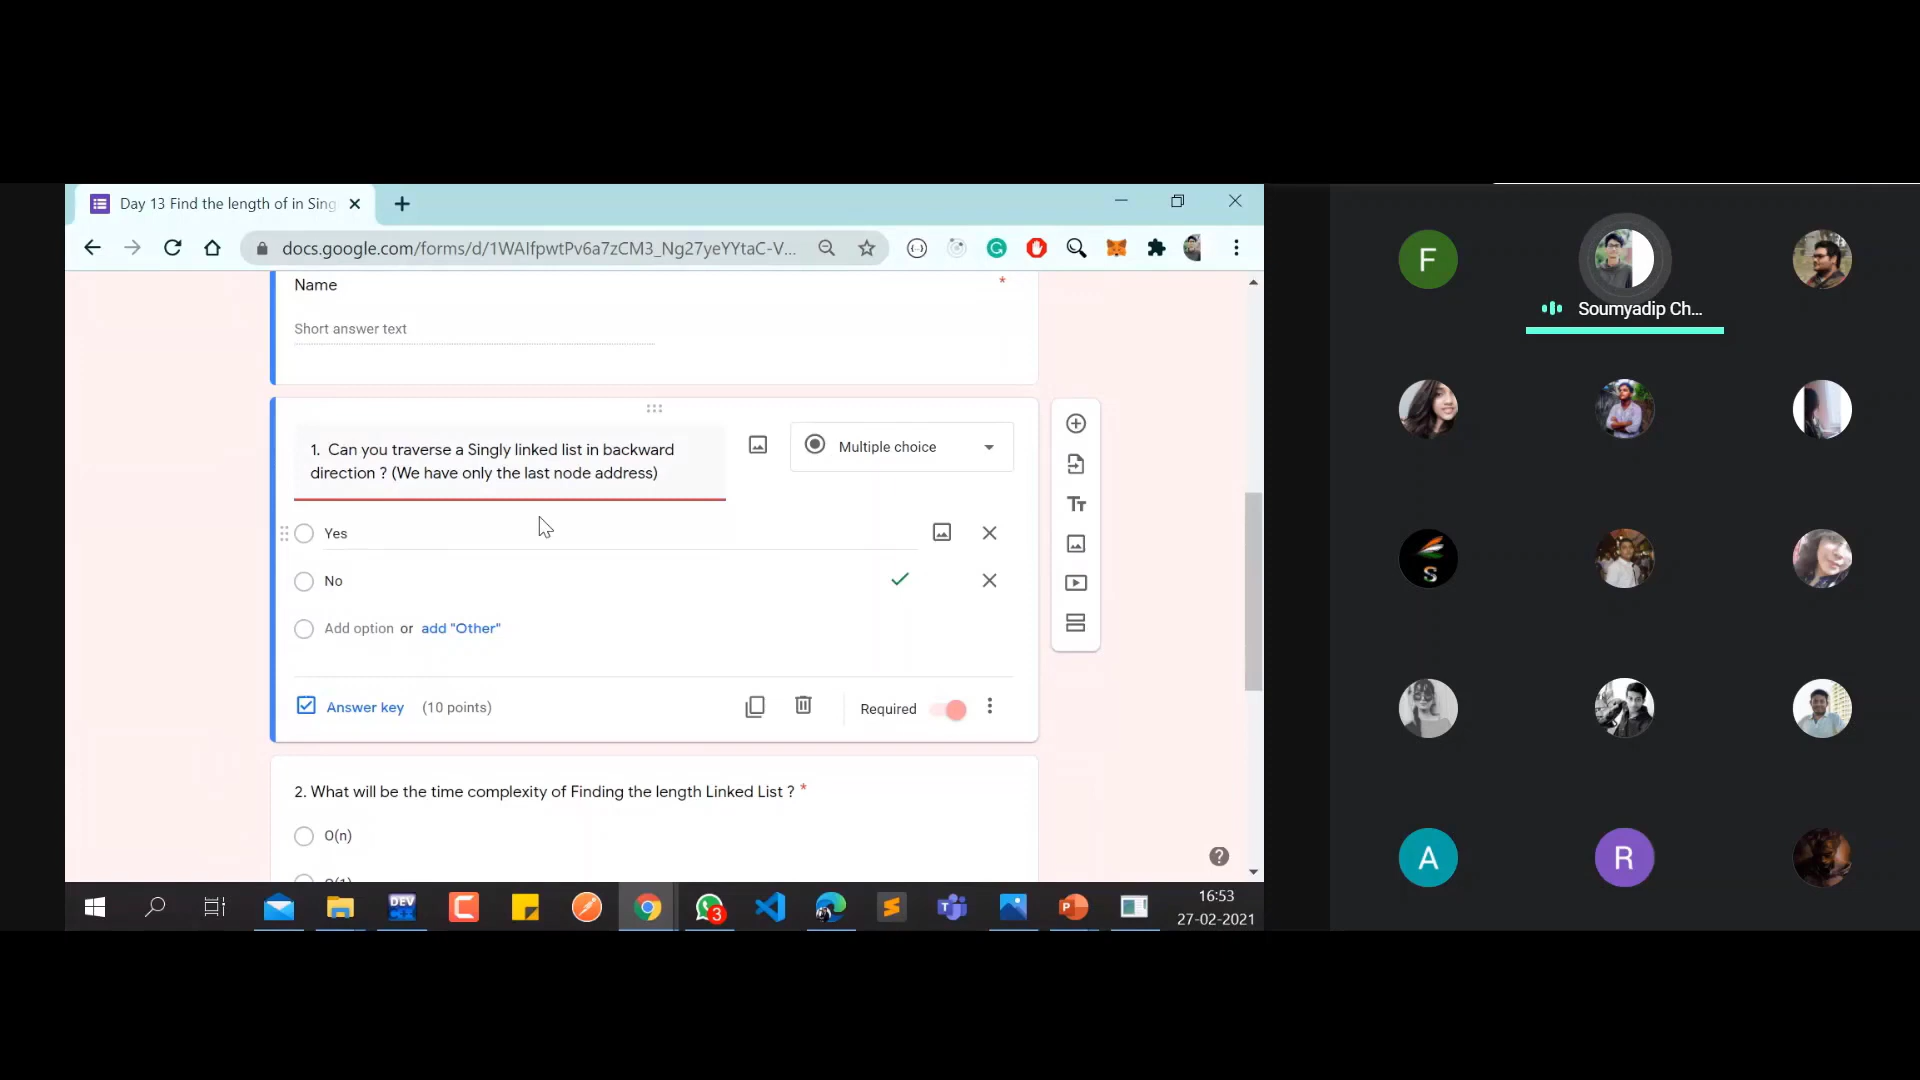 Day 13 Find the length of in Sing
docs.google.com/forms/d/1WAIfpwtPv6a7zCM3_Ng27yeYYtaC-V...
Name *
Short answer text
1. Can you traverse a Singly linked list in backward
direction ? (We have only the last node address)
Multiple choice
Yes
No
Add option or add "Other"
Answer key (10 points)
Required
2. What will be the time complexity of Finding the length Linked List ? *
O(n)
O(1)
DEV
3
16:53
27-02-2021
F
Soumyadip Ch...
S
A
R